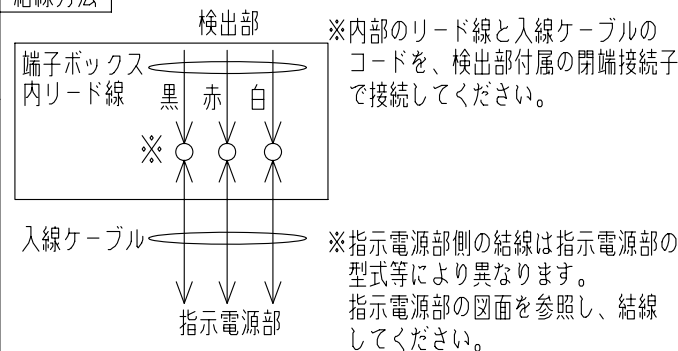 結線方法
検出部
※内部のリード線と入線ケーブルの
コードを、検出部付属の閉端接続子
で接続してください。
端子ボックス
内リード線
黒 赤 白
※
入線ケーブル
※指示電源部側の結線は指示電源部の
型式等により異なります。
指示電源部の図面を参照し、結線
してください。
指示電源部